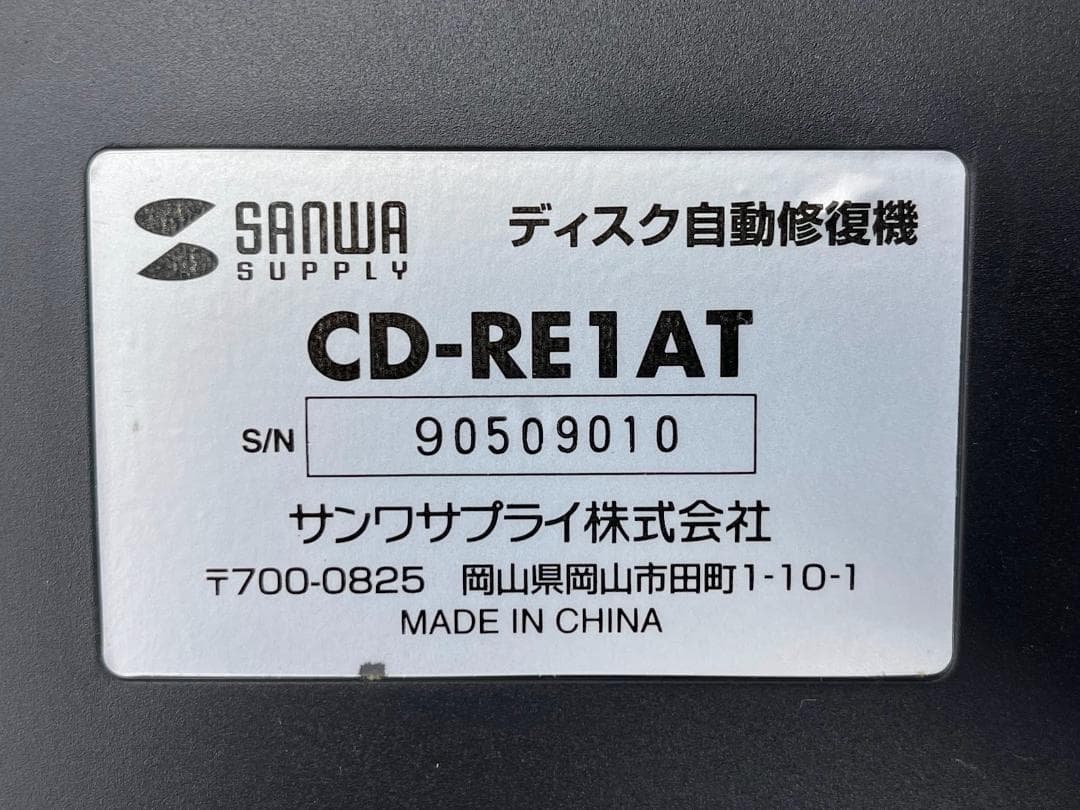 SANWA
SUPPLY
ディスク自動修復機
CD-RE1AT
S/N 90509010
サンワサプライ株式会社
〒700-0825 岡山県岡山市田町1-10-1
MADE IN CHINA